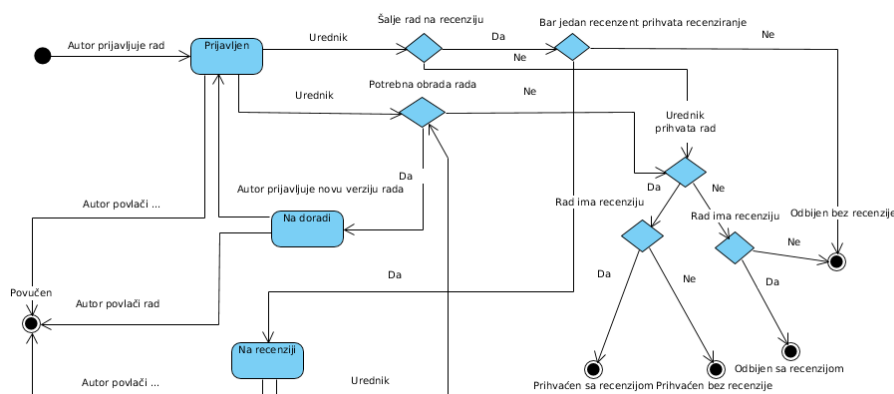 Šalje rad na recenziju
Bar jedan recenzent prihvata recenziranje
Autor prijavljuje rad
Prijavljen
Urednik
Da
Ne
Ne
Potrebna obrada rada
Urednik
Ne
Urednik
prihvata rad
Da
Autor prijavljuje novu verziju rada
Da
Ne
Autor povlači ...
Na doradi
Rad ima recenziju
Rad ima recenziju
Odbijen bez recenzije
Ne
Povučen
Da
Da
Ne
Da
Autor povlači rad
Na recenziji
Odbijen sa recenzijom
Autor povlači ...
Urednik
Prihvaćen sa recenzijom
Prihvaćen bez recenzije